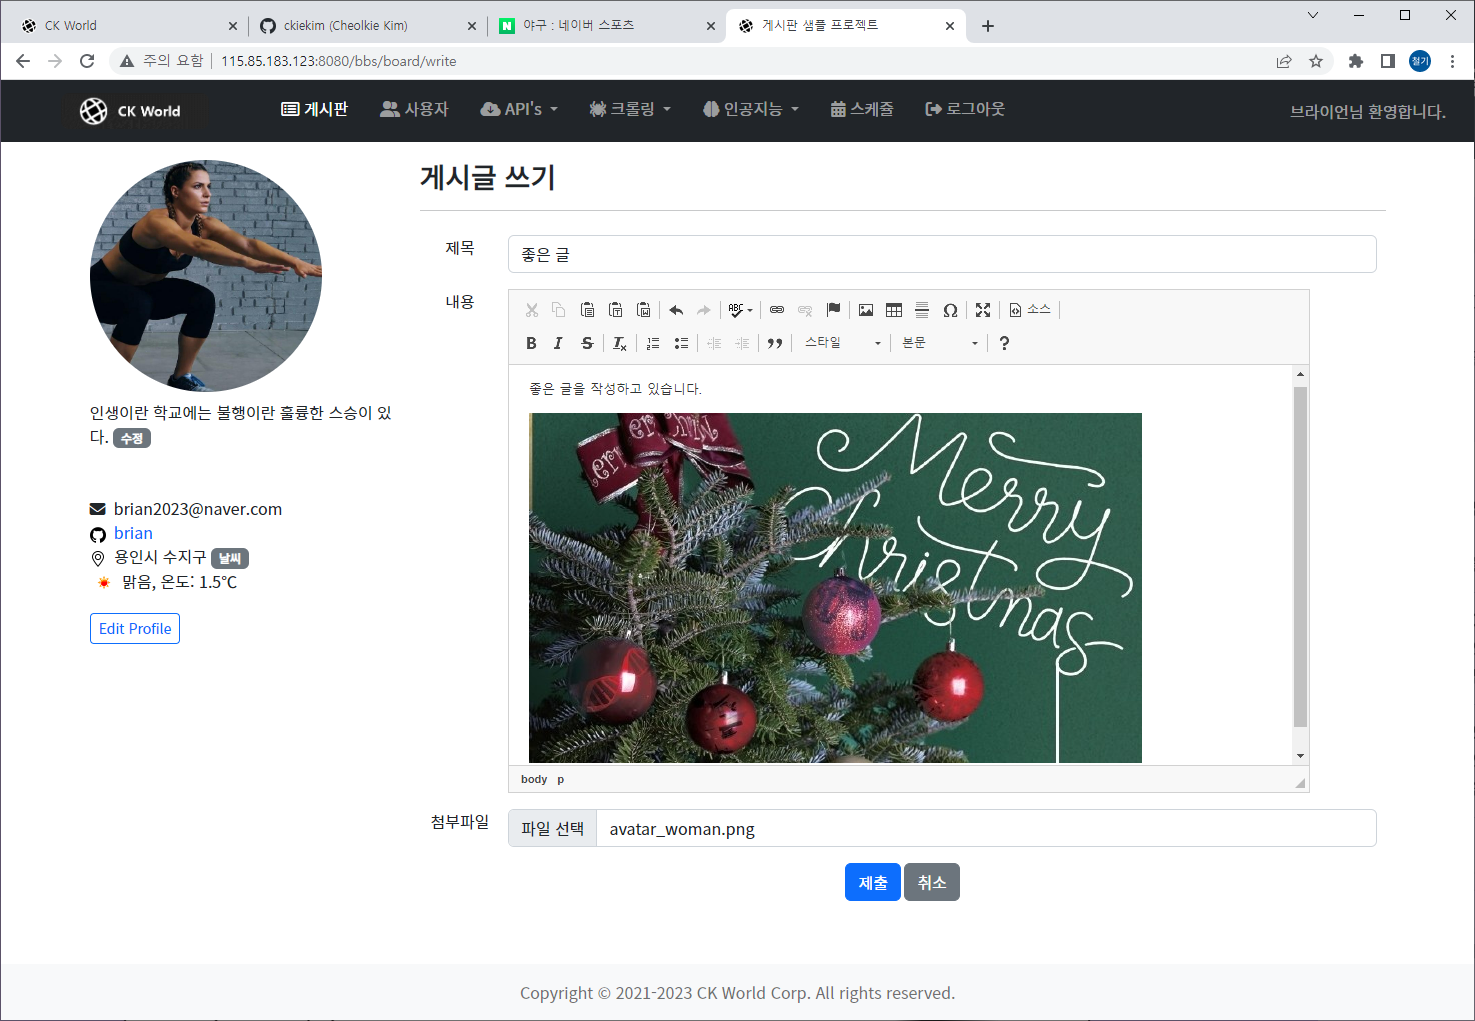 CK World
ckiekim (Cheolkie Kim)
야구 : 네이버 스포츠
게시판 샘플 프로젝트
주의 요함
115.85.183.123:8080/bbs/board/write
철기
CK World
게시판
사용자
API's
크롤링
인공지능
스케줄
로그아웃
브라이언님 환영합니다.
인생이란 학교에는 불행이란 훌륭한 스승이 있
다. 수정
brian2023@naver.com
brian
용인시 수지구 날씨
맑음, 온도: 1.5℃
Edit Profile
게시글 쓰기
제목
좋은 글
내용
ABC
소스
B I S Tx
스타일
본문
?
좋은 글을 작성하고 있습니다.
Merry
Christmas
body p
첨부파일
파일 선택
avatar_woman.png
제출
취소
Copyright © 2021-2023 CK World Corp. All rights reserved.